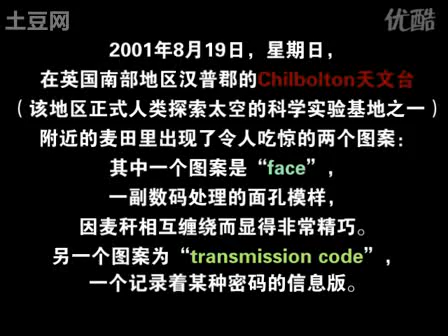 土豆网
优酷
2001年8月19日，星期日，
在英国南部地区汉普郡的Chilbolton天文台
（该地区正式人类探索太空的科学实验基地之一）
附近的麦田里出现了令人吃惊的两个图案：
其中一个图案是“face”，
一副数码处理的面孔模样，
因麦秆相互缠绕而显得非常精巧。
另一个图案为“transmission code”，
一个记录着某种密码的信息版。